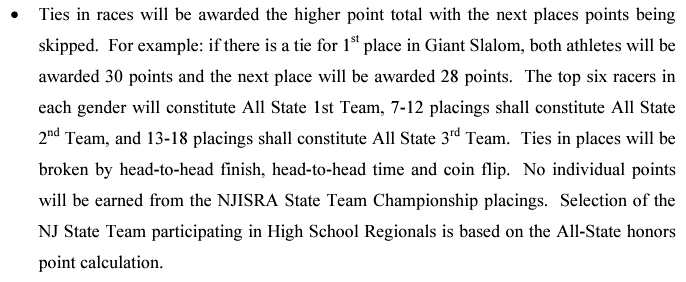 • Ties in races will be awarded the higher point total with the next places points being
skipped. For example: if there is a tie for 1st place in Giant Slalom, both athletes will be
awarded 30 points and the next place will be awarded 28 points. The top six racers in
each gender will constitute All State 1st Team, 7-12 placings shall constitute All State
2nd Team, and 13-18 placings shall constitute All State 3rd Team. Ties in places will be
broken by head-to-head finish, head-to-head time and coin flip. No individual points
will be earned from the NJISRA State Team Championship placings. Selection of the
NJ State Team participating in High School Regionals is based on the All-State honors
point calculation.